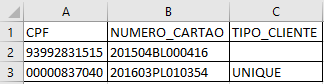 A B C
1 CPF NUMERO_CARTAO TIPO_CLIENTE
2 93992831515 201504BL000416
3 00000837040 201603PL010354 UNIQUE